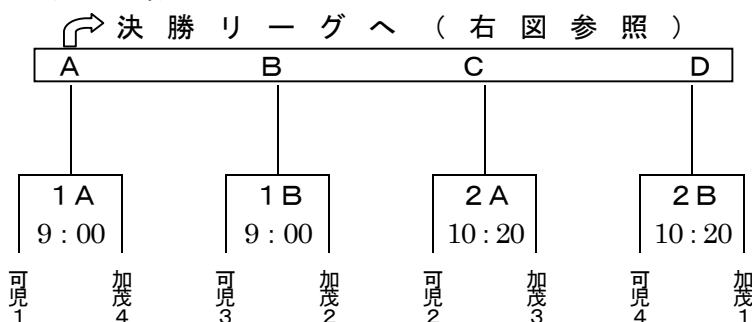 決勝リーグへ(右図参照)
A B C D
1A 1B 2A 2B
9:00 9:00 10:20 10:20
可児1 加茂4 可児3 加茂2 可児2 加茂3 可児4 加茂1